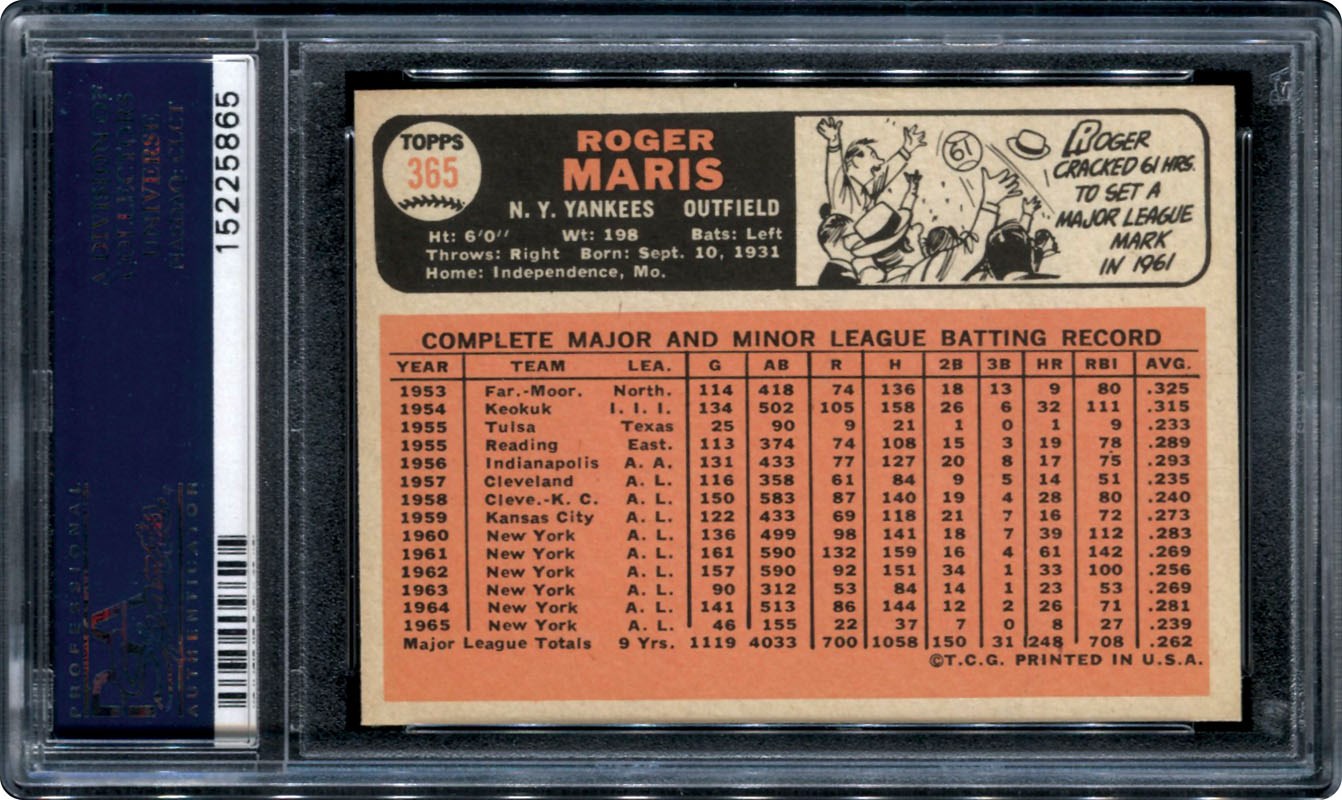 A DIVISION OF
COLLECTORS
UNIVERSE
NASDAQ: CLCT
PROFESSIONAL
PSA
AUTHENTICATOR
15225865
TOPPS
365
ROGER
MARIS
N. Y. YANKEES OUTFIELD
Ht: 6'0" Wt: 198 Bats: Left
Throws: Right Born: Sept. 10, 1931
Home: Independence, Mo.
61
ROGER
CRACKED 61 HRS.
TO SET A
MAJOR LEAGUE
MARK
IN 1961
COMPLETE MAJOR AND MINOR LEAGUE BATTING RECORD
YEAR TEAM LEA. G AB R H 2B 3B HR RBI AVG.
1953 Far.-Moor. North. 114 418 74 136 18 13 9 80 .325
1954 Keokuk I. I. I. 134 502 105 158 26 6 32 111 .315
1955 Tulsa Texas 25 90 9 21 1 0 1 9 .233
1955 Reading East. 113 374 74 108 15 3 19 78 .289
1956 Indianapolis A. A. 131 433 77 127 20 8 17 75 .293
1957 Cleveland A. L. 116 358 61 84 9 5 14 51 .235
1958 Cleve.-K. C. A. L. 150 583 87 140 19 4 28 80 .240
1959 Kansas City A. L. 122 433 69 118 21 7 16 72 .273
1960 New York A. L. 136 499 98 141 18 7 39 112 .283
1961 New York A. L. 161 590 132 159 16 4 61 142 .269
1962 New York A. L. 157 590 92 151 34 1 33 100 .256
1963 New York A. L. 90 312 53 84 14 1 23 53 .269
1964 New York A. L. 141 513 86 144 12 2 26 71 .281
1965 New York A. L. 46 155 22 37 7 0 8 27 .239
Major League Totals 9 Yrs. 1119 4033 700 1058 150 31 248 708 .262
©T.C.G. PRINTED IN U.S.A.